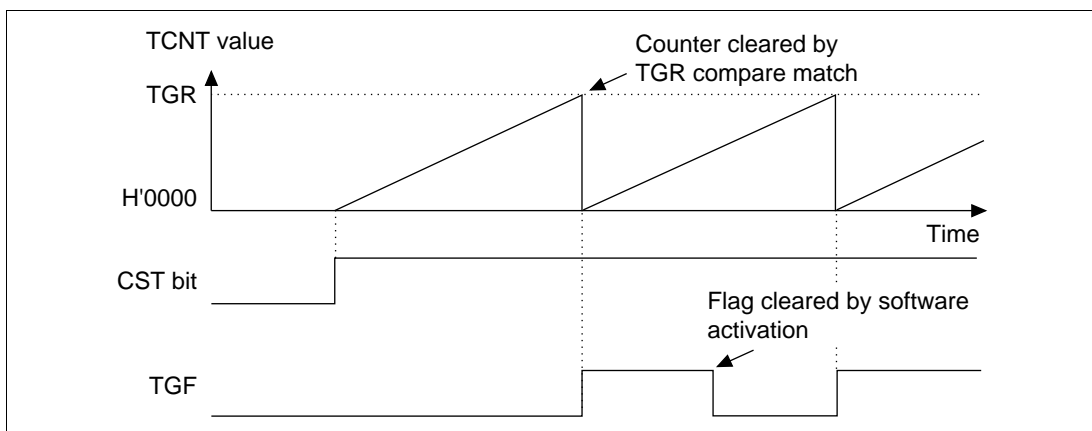 TCNT value
Counter cleared by
TGR compare match
TGR
H'0000
Time
CST bit
Flag cleared by software
activation
TGF